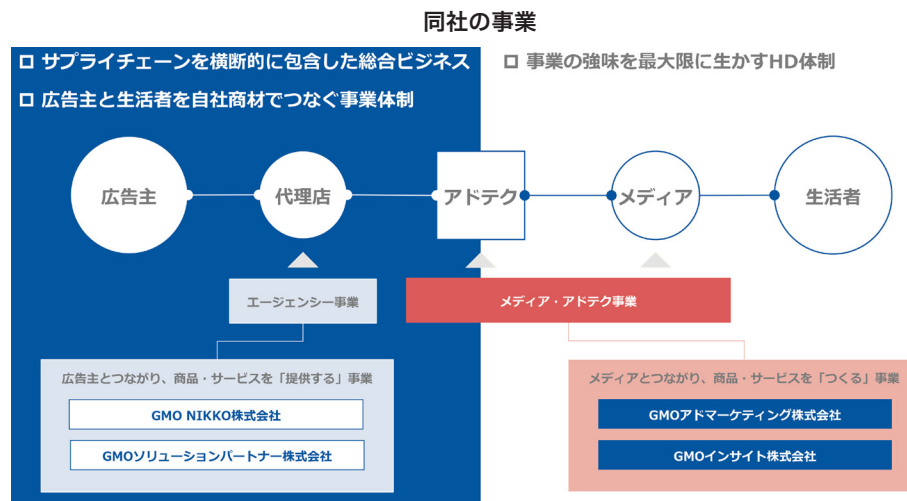 同社の事業
□ サプライチェーンを横断的に包含した総合ビジネス
□ 事業の強味を最大限に生かすHD体制
□ 広告主と生活者を自社商材でつなぐ事業体制
広告主
代理店
アドテク
メディア
生活者
エージェンシー事業
メディア・アドテク事業
広告主とつながり、商品・サービスを「提供する」事業
GMO NIKKO株式会社
GMOソリューションパートナー株式会社
メディアとつながり、商品・サービスを「つくる」事業
GMOアドマーケティング株式会社
GMOインサイト株式会社